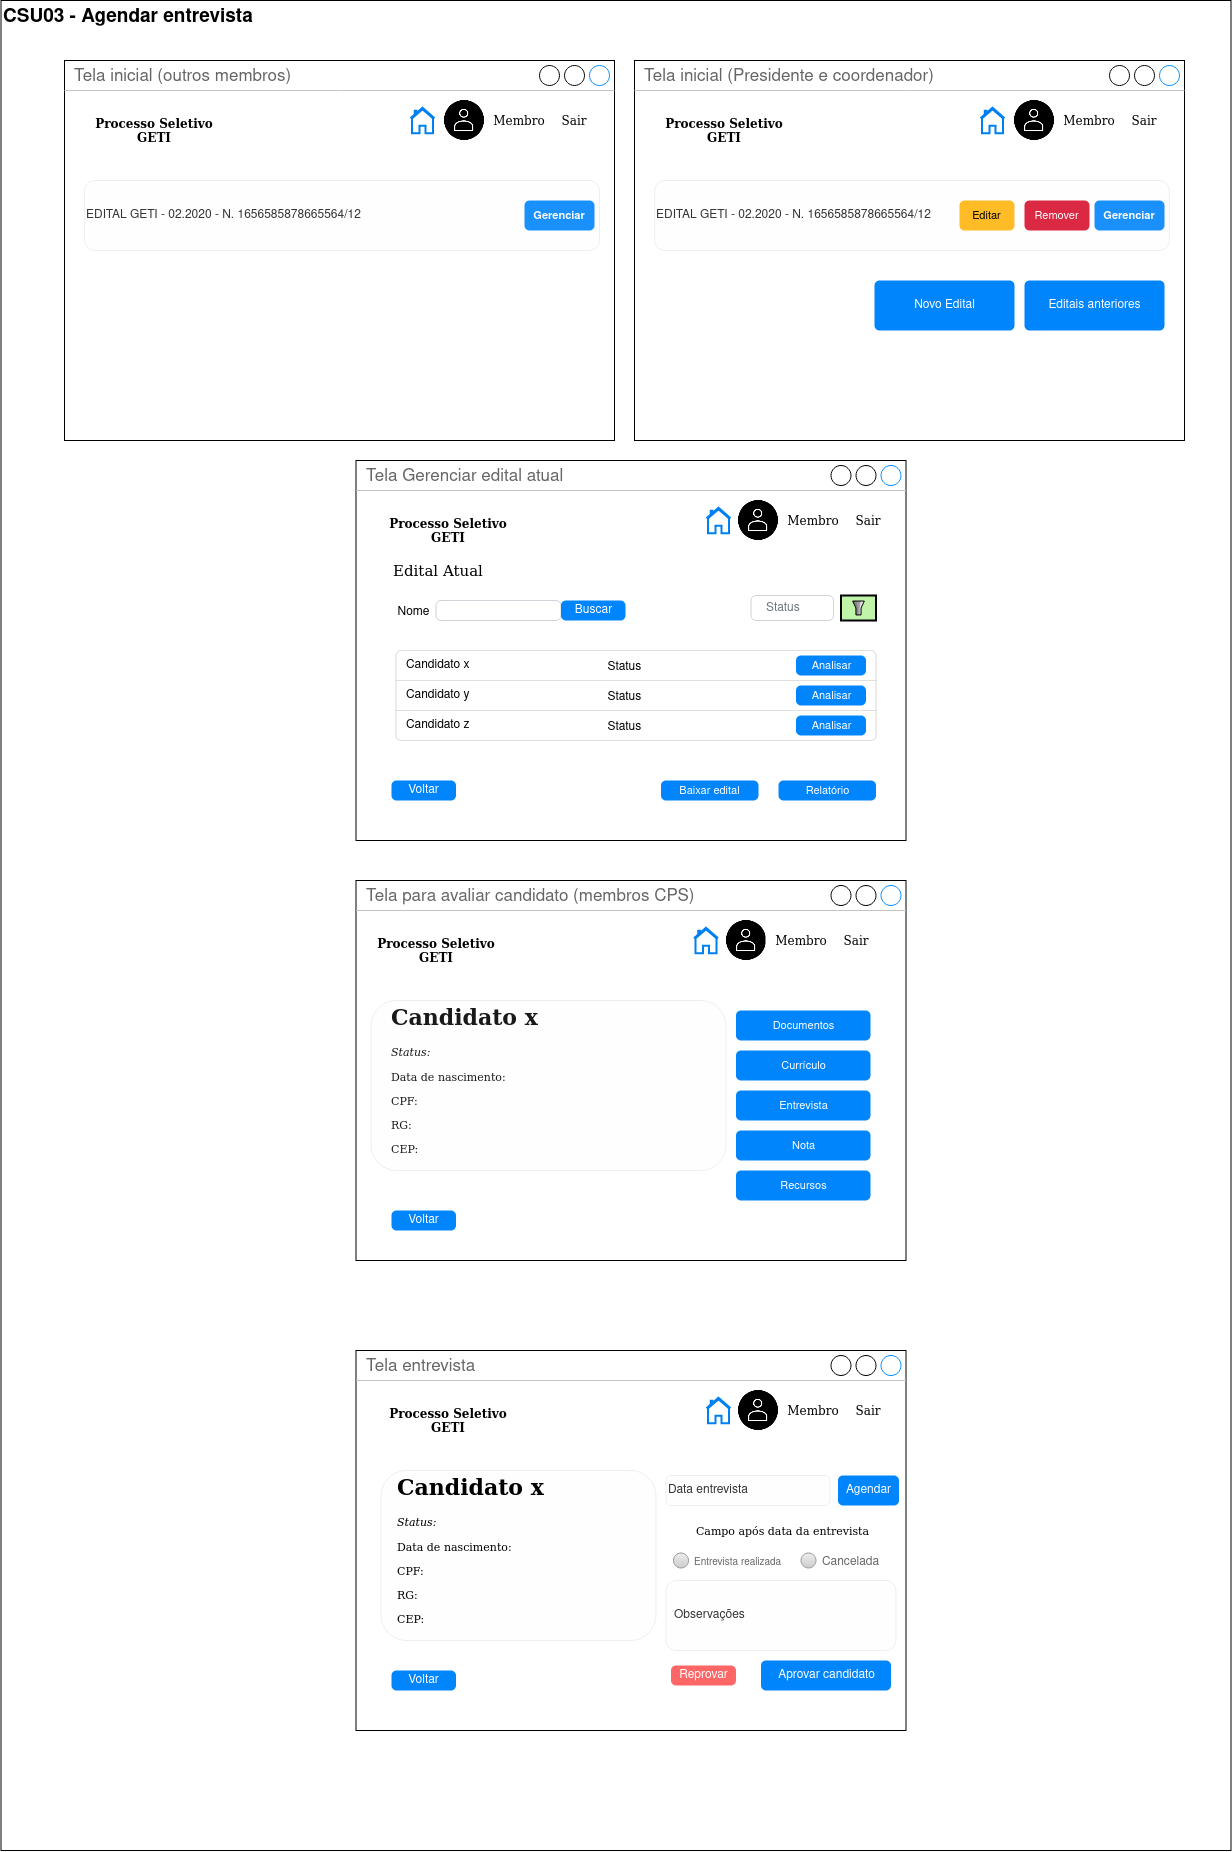 CSU03 - Agendar entrevista
Tela inicial (outros membros)
Processo Seletivo
GETI
Membro
Sair
EDITAL GETI - 02.2020 - N. 1656585878665564/12
Gerenciar
Tela inicial (Presidente e coordenador)
Processo Seletivo
GETI
Membro
Sair
EDITAL GETI - 02.2020 - N. 1656585878665564/12
Editar
Remover
Gerenciar
Novo Edital
Editais anteriores
Tela Gerenciar edital atual
Processo Seletivo
GETI
Membro
Sair
Edital Atual
Nome
Buscar
Status
Candidato x
Status
Analisar
Candidato y
Status
Analisar
Candidato z
Status
Analisar
Voltar
Baixar edital
Relatório
Tela para avaliar candidato (membros CPS)
Processo Seletivo
GETI
Membro
Sair
Candidato x
Status:
Data de nascimento:
CPF:
RG:
CEP:
Documentos
Currículo
Entrevista
Nota
Recursos
Voltar
Tela entrevista
Processo Seletivo
GETI
Membro
Sair
Candidato x
Status:
Data de nascimento:
CPF:
RG:
CEP:
Data entrevista
Agendar
Campo após data da entrevista
Entrevista realizada
Cancelada
Observações
Voltar
Reprovar
Aprovar candidato